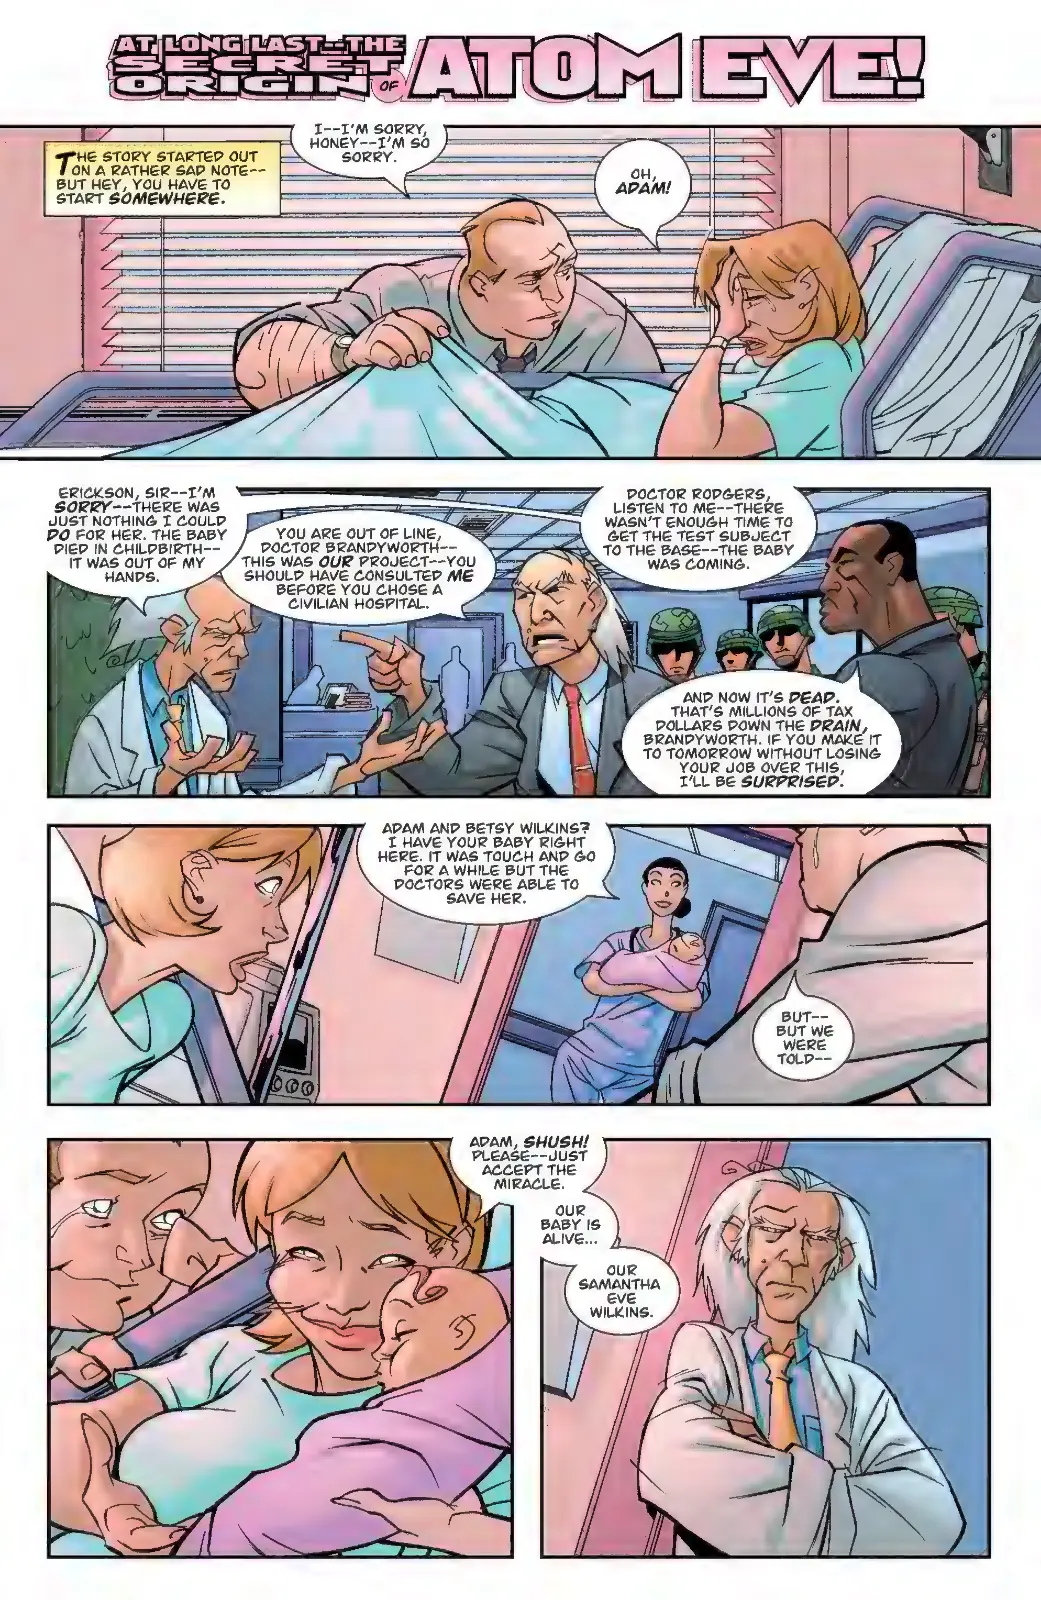 AT LONG LAST--THE
SECRET
ORIGIN OF
ATOM EVE!
THE STORY STARTED OUT
ON A RATHER SAD NOTE--
BUT HEY, YOU HAVE TO
START SOMEWHERE.
I--I'M SORRY,
HONEY--I'M SO
SORRY.
OH,
ADAM!
ERICKSON, SIR--I'M
SORRY--THERE WAS
JUST NOTHING I COULD
DO FOR HER. THE BABY
DIED IN CHILDBIRTH--
IT WAS OUT OF MY
HANDS.
YOU ARE OUT OF LINE,
DOCTOR BRANDYWORTH--
THIS WAS OUR PROJECT--YOU
SHOULD HAVE CONSULTED ME
BEFORE YOU CHOSE A
CIVILIAN HOSPITAL.
DOCTOR RODGERS,
LISTEN TO ME--THERE
WASN'T ENOUGH TIME TO
GET THE TEST SUBJECT
TO THE BASE--THE BABY
WAS COMING.
AND NOW IT'S DEAD.
THAT'S MILLIONS OF TAX
DOLLARS DOWN THE DRAIN,
BRANDYWORTH. IF YOU MAKE IT
TO TOMORROW WITHOUT LOSING
YOUR JOB OVER THIS,
I'LL BE SURPRISED.
ADAM AND BETSY WILKINS?
I HAVE YOUR BABY RIGHT
HERE. IT WAS TOUCH AND GO
FOR A WHILE BUT THE
DOCTORS WERE ABLE TO
SAVE HER.
BUT--
BUT WE
WERE
TOLD--
ADAM, SHUSH!
PLEASE--JUST
ACCEPT THE
MIRACLE.
OUR
BABY IS
ALIVE...
OUR
SAMANTHA
EVE
WILKINS.